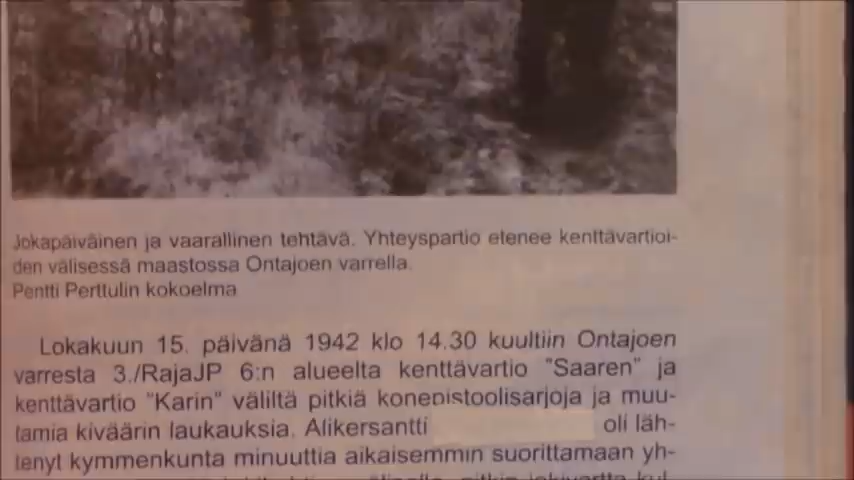 Jokapäiväinen ja vaarallinen tehtävä. Yhteyspartio etenee kenttävartioi-
den välisessä maastossa Ontajoen varrella.
Pentti Perttulin kokoelma
Lokakuun 15. päivänä 1942 klo 14.30 kuultiin Ontajoen
varresta 3./RajaJP 6:n alueelta kenttävartio "Saaren" ja
kenttävartio "Karin" väliltä pitkiä konepistoolisarjoja ja muu-
tamia kiväärin laukauksia. Alikersantti oli läh-
tenyt kymmenkunta minuuttia aikaisemmin suorittamaan yh-